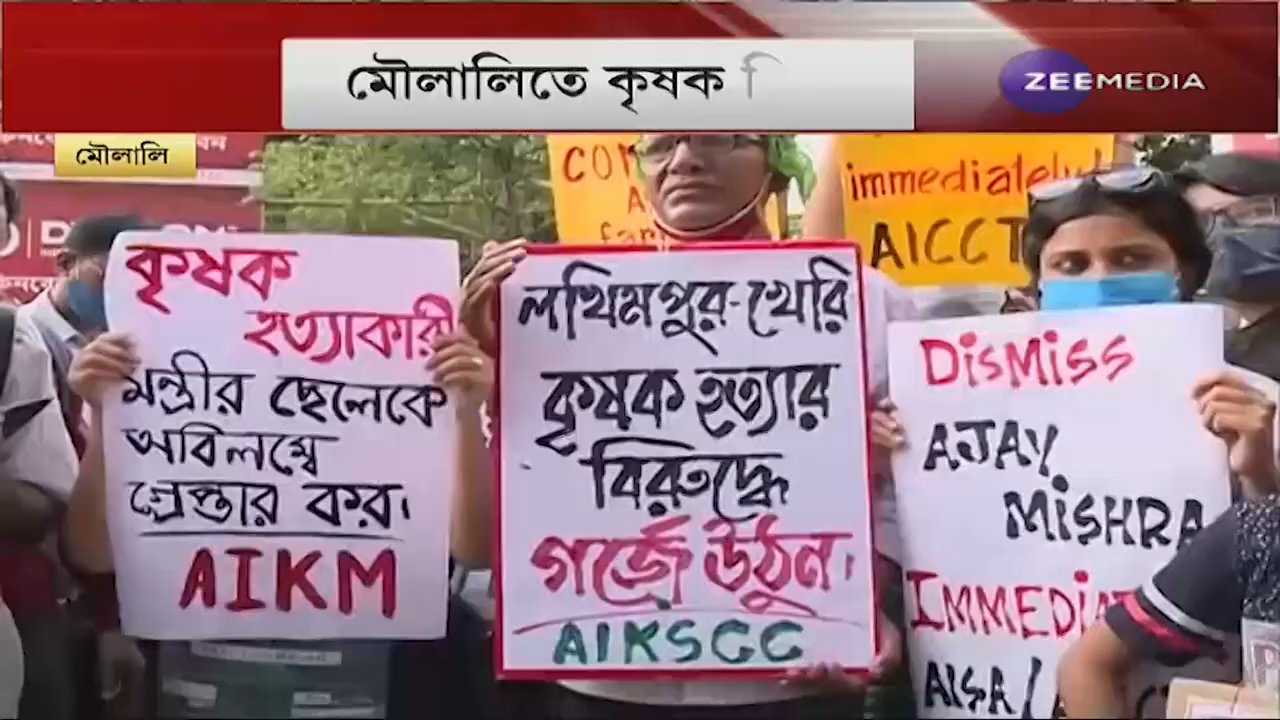 মৌলালিতে কৃষক
ZEEMEDIA
মৌলালি
কৃষক
হত্যাকারী
মন্ত্রীর ছেলেকে
অবিলম্বে
গ্রেপ্তার কর।
AIKM
লখিমপুর-খেরি
কৃষক হত্যার
বিরুদ্ধে
গর্জে উঠুন।
AIKSCC
immediately
AICCT
DISMISS
AJAY
MISHRA
IMMEDIA
AISA/